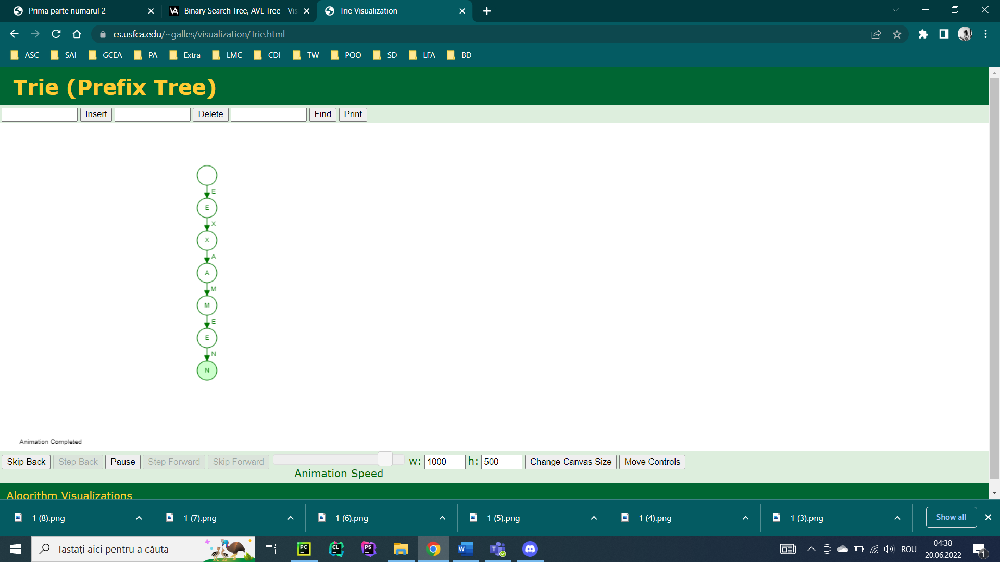 Prima parte numarul 2
Binary Search Tree, AVL Tree - Vis
Trie Visualization
cs.usfca.edu/~galles/visualization/Trie.html
ASC SAI GCEA PA Extra LMC CDI TW POO SD LFA BD
Trie (Prefix Tree)
Insert Delete Find Print
E
E
X
X
A
A
M
M
E
E
N
N
Animation Completed
Skip Back Step Back Pause Step Forward Skip Forward w: 1000 h: 500 Change Canvas Size Move Controls
Animation Speed
Algorithm Visualizations
1 (8).png 1 (7).png 1 (6).png 1 (5).png 1 (4).png 1 (3).png Show all
Tastați aici pentru a căuta
PC CL PS W T ROU
04:38
20.06.2022
1